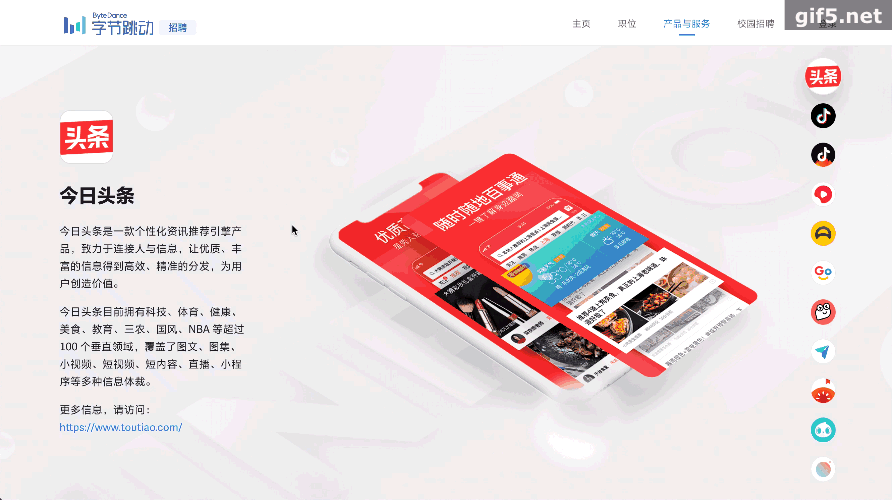 ByteDance
字节跳动 招聘
主页 职位 产品与服务 校园招聘 登录
gif5.net
头条
头条
今日头条
今日头条是一款个性化资讯推荐引擎产
品，致力于连接人与信息，让优质、丰
富的信息得到高效、精准的分发，为用
户创造价值。
今日头条目前拥有科技、体育、健康、
美食、教育、三农、国风、NBA 等超过
100 个垂直领域，覆盖了图文、图集、
小视频、短视频、短内容、直播、小程
序等多种信息体裁。
更多信息，请访问：
https://www.toutiao.com/
随时随地百事通
Go